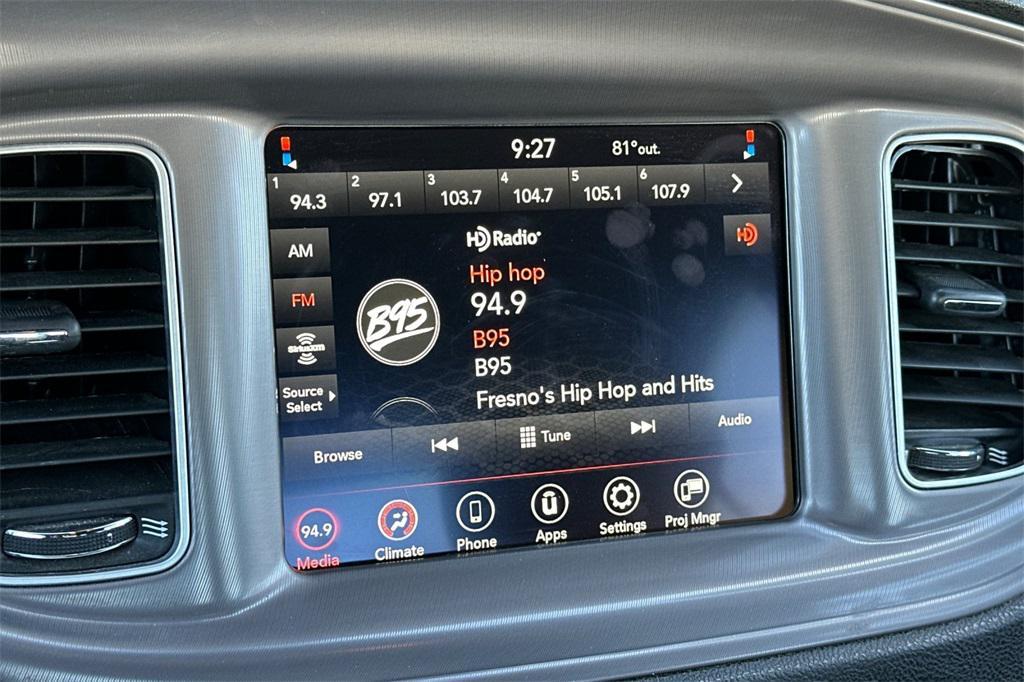 9:27 81°out.
1 94.3 2 97.1 3 103.7 4 104.7 5 105.1 6 107.9
HD Radio
HD
AM
Hip hop
94.9
FM
B95
B95
B95
SiriusXM
Fresno's Hip Hop and Hits
Source
Select
Browse Tune Audio
94.9
Media Climate Phone Apps Settings Proj Mngr